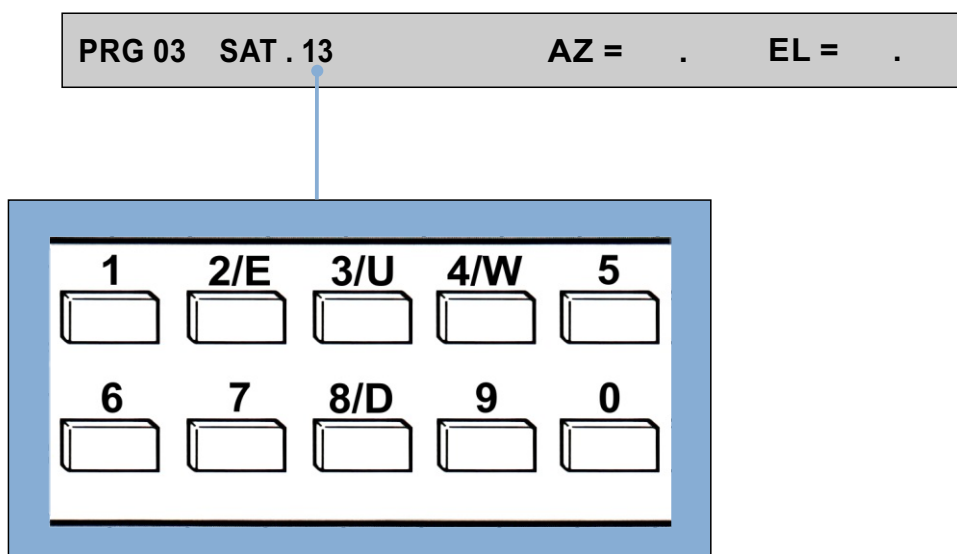 PRG 03 SAT . 13 AZ = . EL = .
1 2/E 3/U 4/W 5
6 7 8/D 9 0